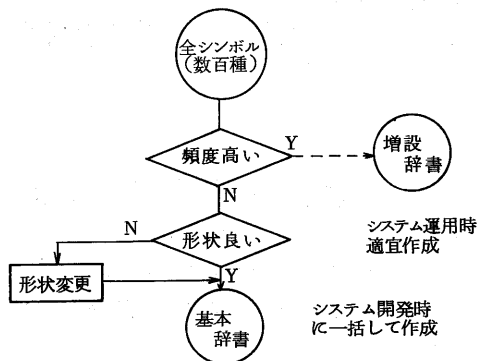 全シンボル
(数百種)
頻度高い
Y
増設
辞書
N
システム運用時
適宜作成
N
形状良い
形状変更
Y
基本
辞書
システム開発時
に一括して作成